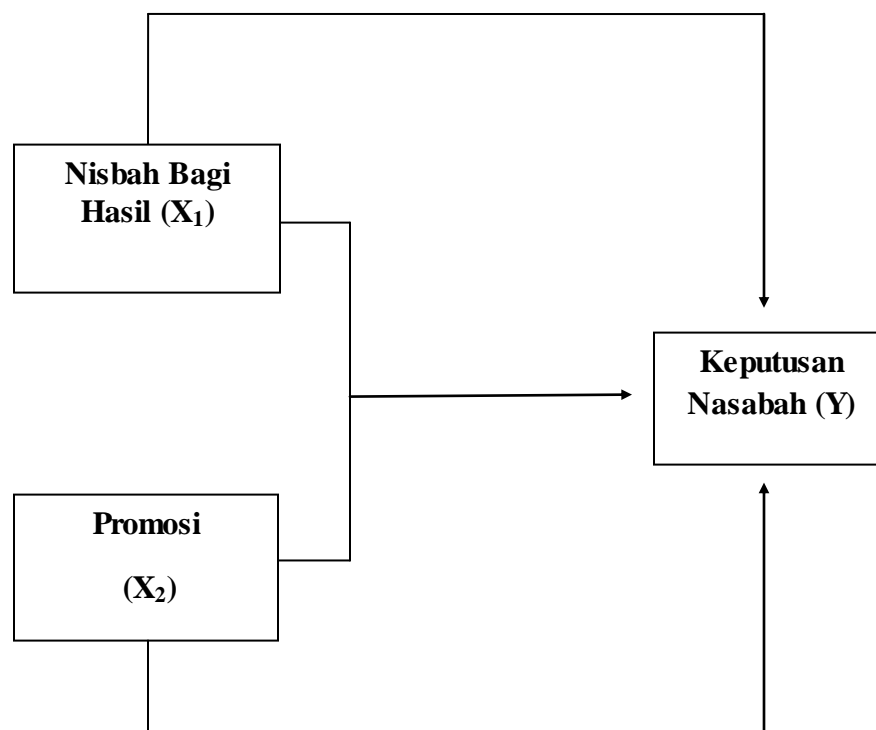 Nisbah Bagi
Hasil (X₁)
Keputusan
Nasabah (Y)
Promosi
(X₂)